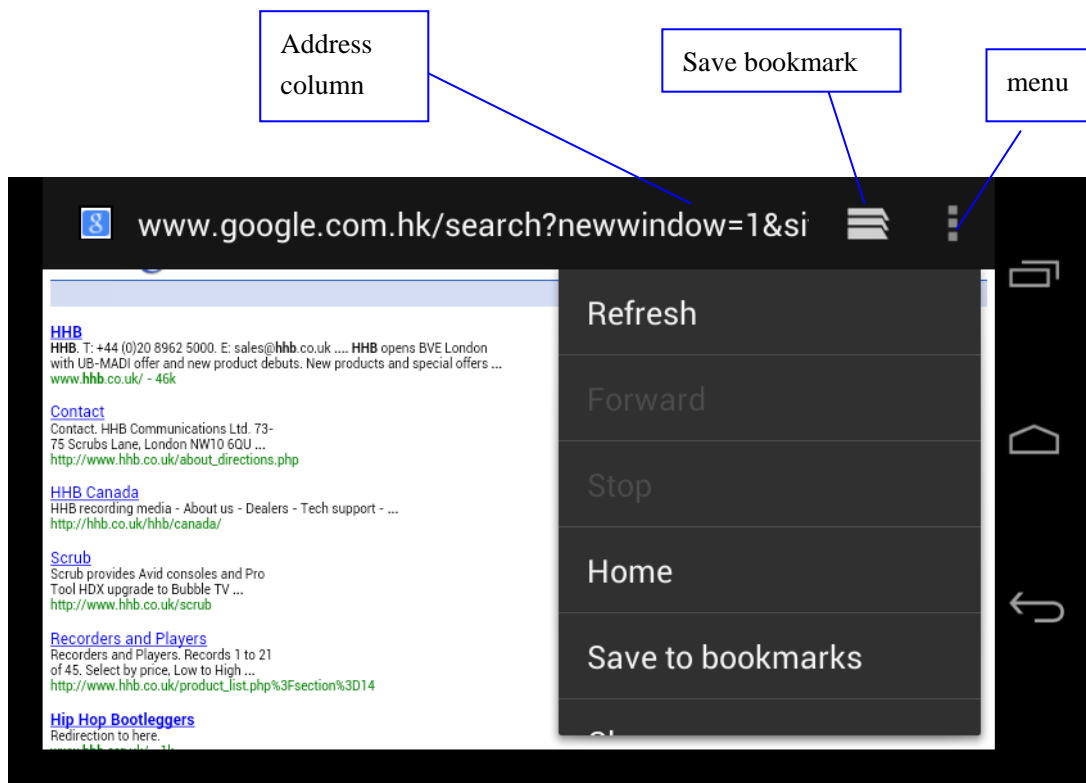 Address
column
Save bookmark
menu
8 www.google.com.hk/search?newwindow=1&si
HHB
HHB. T: +44 (0)20 8962 5000. E: sales@hhb.co.uk .... HHB opens BVE London
with UB-MADI offer and new product debuts. New products and special offers ...
www.hhb.co.uk/ - 46k
Contact
Contact. HHB Communications Ltd. 73-
75 Scrubs Lane, London NW10 6QU ...
http://www.hhb.co.uk/about_directions.php
HHB Canada
HHB recording media - About us - Dealers - Tech support - ...
http://hhb.co.uk/hhb/canada/
Scrub
Scrub provides Avid consoles and Pro
Tool HDX upgrade to Bubble TV ...
http://www.hhb.co.uk/scrub
Recorders and Players
Recorders and Players. Records 1 to 21
of 45. Select by price, Low to High ...
http://www.hhb.co.uk/product_list.php%3Fsection%3D14
Hip Hop Bootleggers
Redirection to here.
Refresh
Forward
Stop
Home
Save to bookmarks